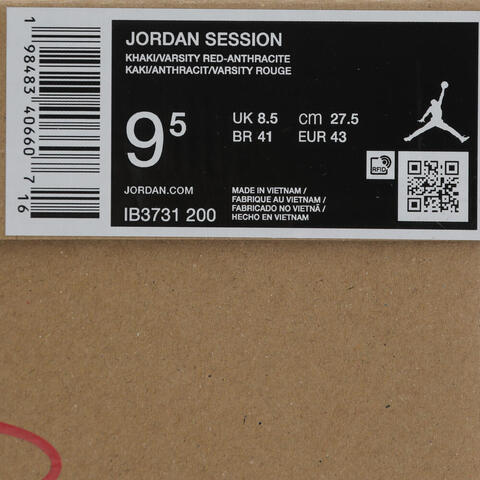 JORDAN SESSION
KHAKI/VARSITY RED-ANTHRACITE
KAKI/ANTHRACIT/VARSITY ROUGE
9⁵
UK 8.5 cm 27.5
BR 41 EUR 43
RFID
JORDAN.COM
IB3731 200
MADE IN VIETNAM /
FABRIQUE AU VIETNAM /
FABRICADO NO VIETNÃ /
HECHO EN VIETNAM
1 98483 40660 7 16